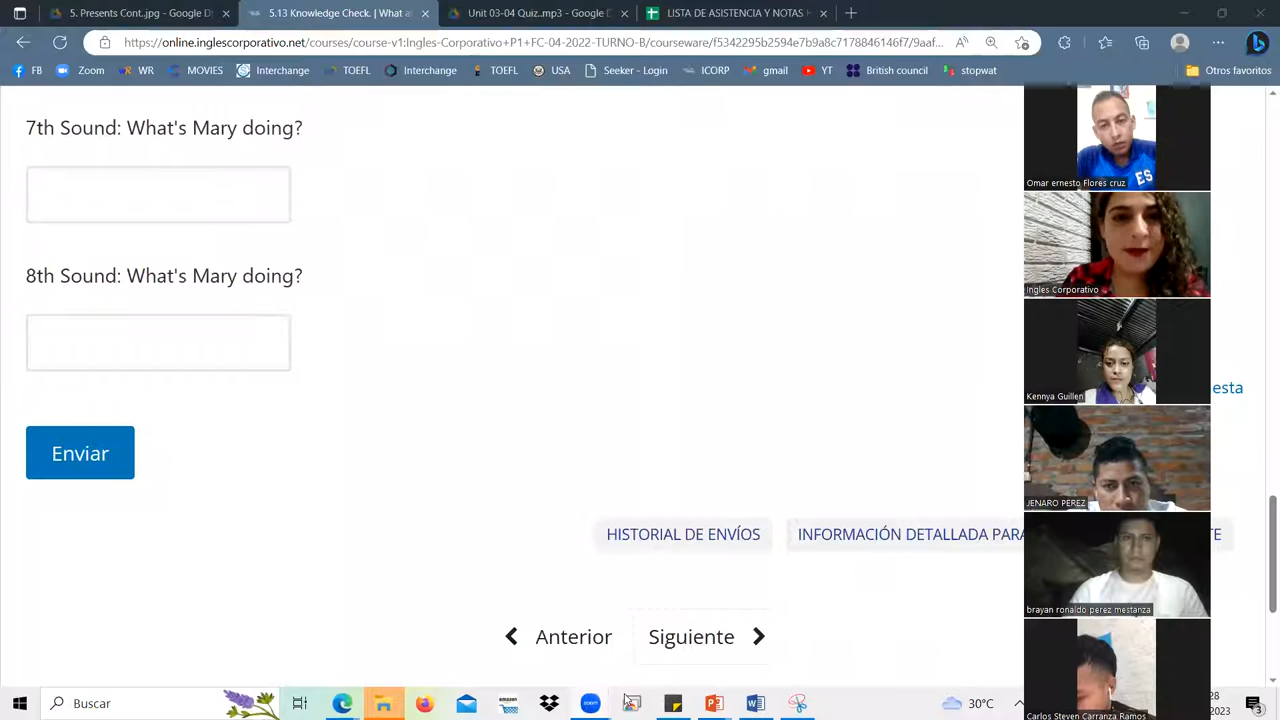 5. Presents Cont.jpg - Google D
5.13 Knowledge Check. | What a
Unit 03-04 Quiz.mp3 - Google D
LISTA DE ASISTENCIA Y NOTAS
https://online.inglescorporativo.net/courses/course-v1:Ingles-Corporativo+P1+FC-04-2022-TURNO-B/courseware/f5342295b2594e7b9a8c7178846146f7/9aaf...
FB Zoom WR MOVIES Interchange TOEFL Interchange TOEFL USA Seeker - Login ICORP gmail YT British council stopwat Otros favoritos
7th Sound: What's Mary doing?
8th Sound: What's Mary doing?
esta
Enviar
HISTORIAL DE ENVÍOS INFORMACIÓN DETALLADA PARA TE
Anterior Siguiente
ES
Omar ernesto Flores cruz
Ingles Corporativo
Kennya Guillen
JENARO PEREZ
brayan ronaldo perez mestanza
Carlos Steven Carranza Ramos
Buscar
amazon
30°C
28
2023
3